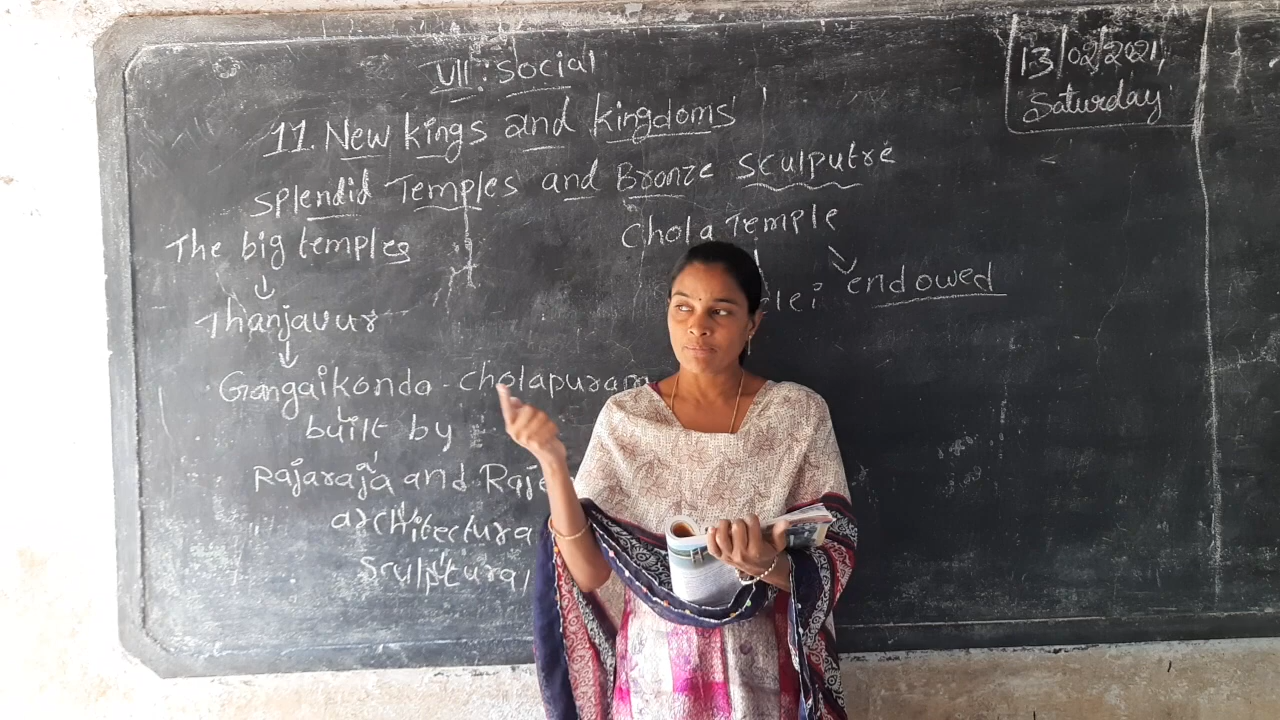 VII : social
13/02/2021,
Saturday
11. New kings and kingdoms
splendid Temples and Bronze sculputre
The big temples
Chola Temple
endowed
Thanjavur
Gangaikonda - cholapuram
built by
Rajaraja and Raje
architectura
sculptural